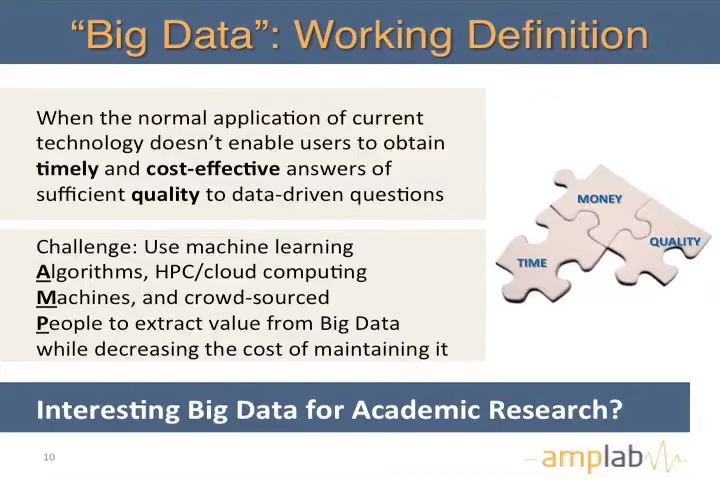 “Big Data”: Working Definition
When the normal application of current
technology doesn’t enable users to obtain
timely and cost-effective answers of
sufficient quality to data-driven questions
MONEY
QUALITY
TIME
Challenge: Use machine learning
Algorithms, HPC/cloud computing
Machines, and crowd-sourced
People to extract value from Big Data
while decreasing the cost of maintaining it
Interesting Big Data for Academic Research?
10
amplab